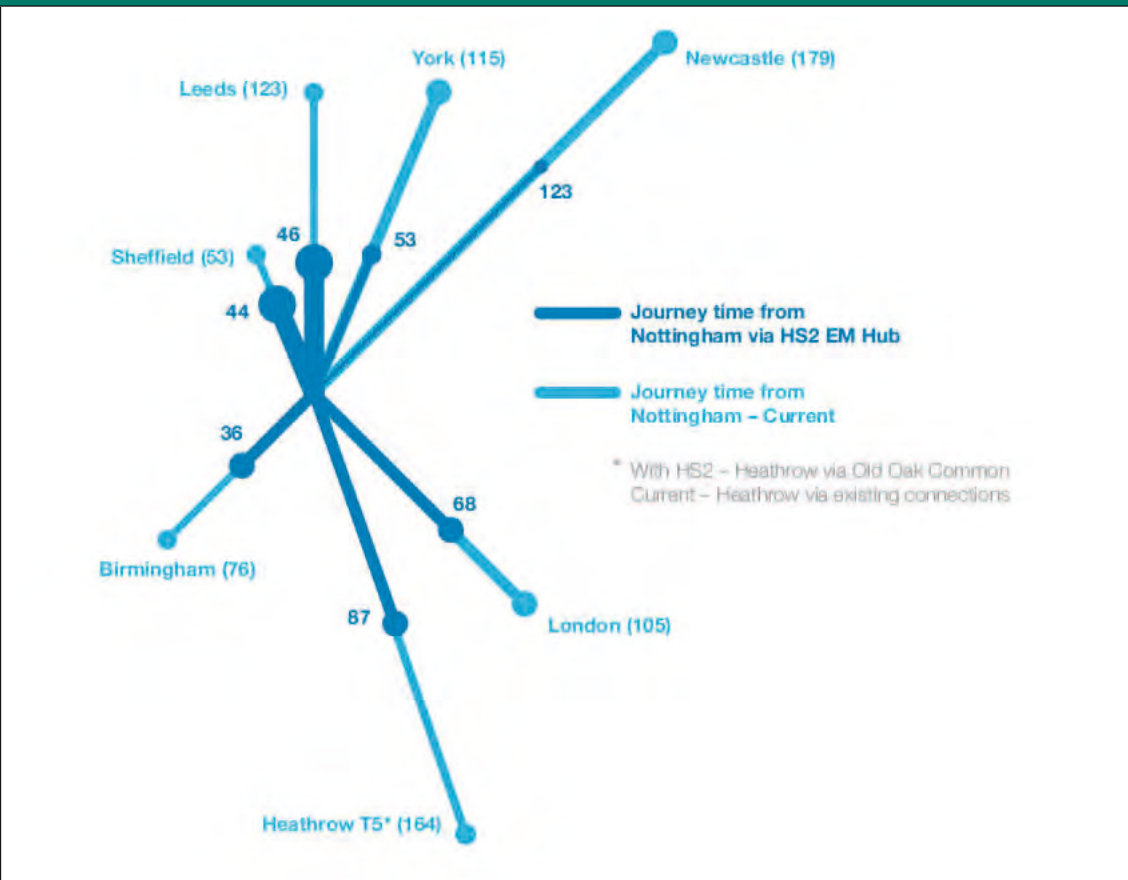 York (115)
Newcastle (179)
Leeds (123)
123
46
53
Sheffield (53)
44
Journey time from
Nottingham via HS2 EM Hub
Journey time from
Nottingham – Current
36
* With HS2 – Heathrow via Old Oak Common
Current – Heathrow via existing connections
68
Birmingham (76)
87
London (105)
Heathrow T5* (164)